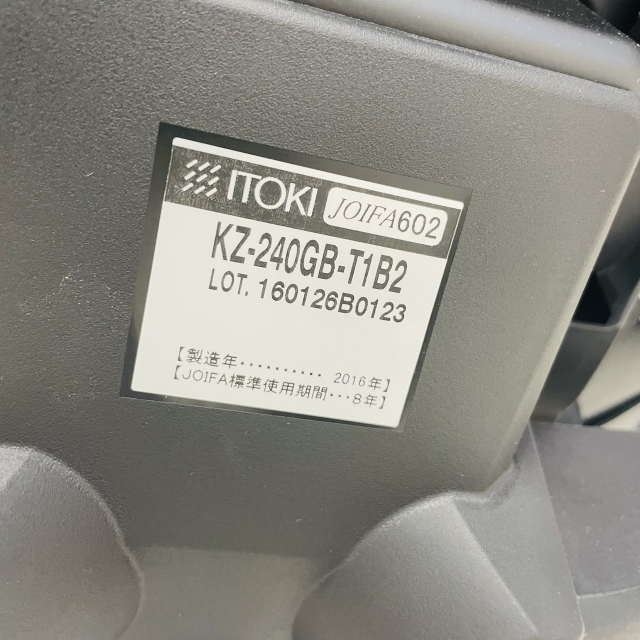 ITOKI JOIFA602
KZ-240GB-T1B2
LOT. 160126B0123
【製造年‥‥‥‥‥ 2016年】
【JOIFA標準使用期間…8年】